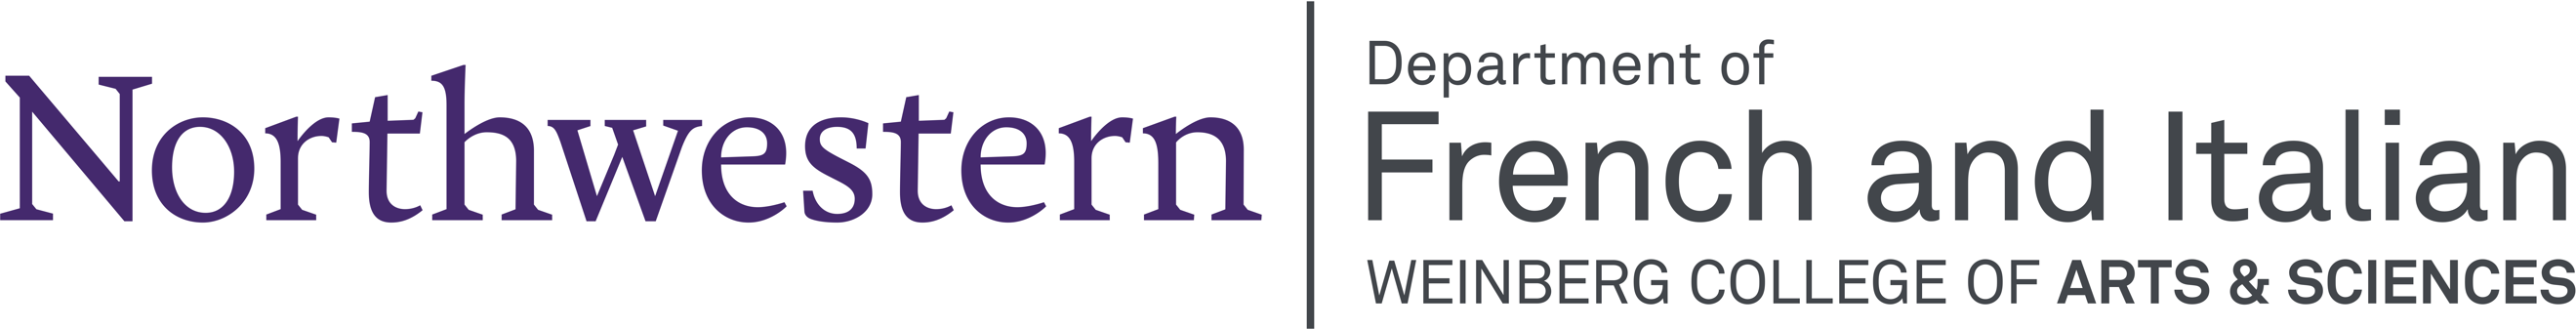 Northwestern
Department of
French and Italian
WEINBERG COLLEGE OF ARTS & SCIENCES